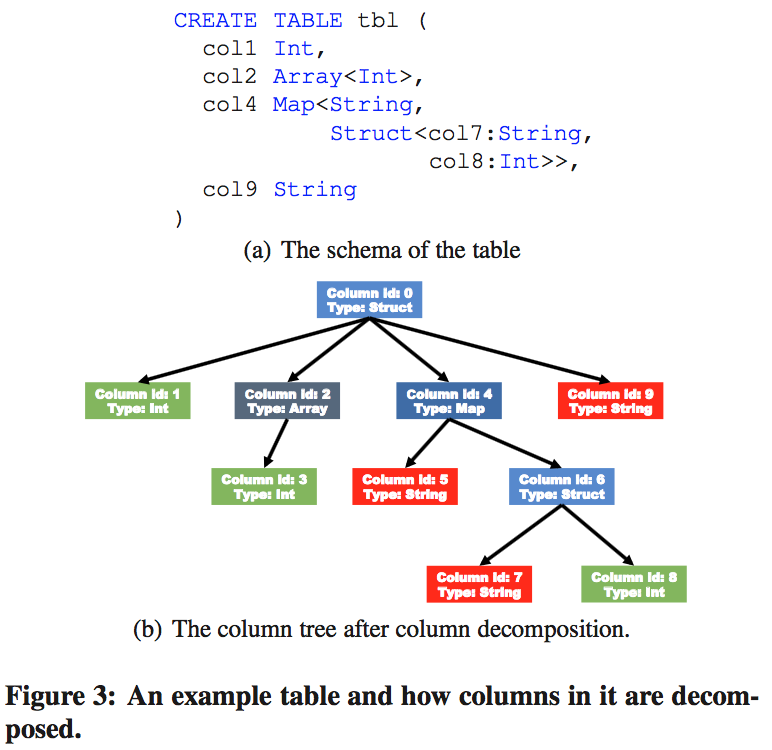 CREATE TABLE tbl (
col1 Int,
col2 Array<Int>,
col4 Map<String,
Struct<col7:String,
col8:Int>>,
col9 String
)
(a) The schema of the table
Column Id: 0
Type: Struct
Column Id: 1
Type: Int
Column Id: 2
Type: Array
Column Id: 4
Type: Map
Column Id: 9
Type: String
Column Id: 3
Type: Int
Column Id: 5
Type: String
Column Id: 6
Type: Struct
Column Id: 7
Type: String
Column Id: 8
Type: Int
(b) The column tree after column decomposition.
Figure 3: An example table and how columns in it are decom-
posed.